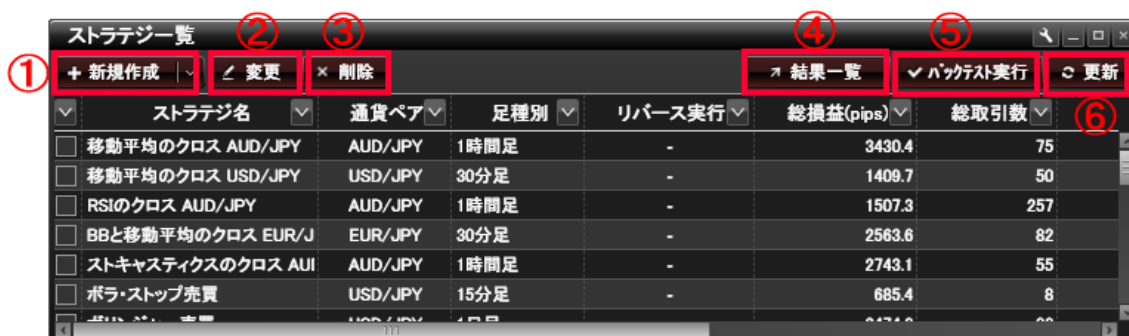 ストラテジ一覧
② ③ ④ ⑤
① + 新規作成 変更 × 削除 結果一覧 バックテスト実行 更新
⑥
ストラテジ名 通貨ペア 足種別 リバース実行 総損益(pips) 総取引数
移動平均のクロス AUD/JPY AUD/JPY 1時間足 - 3430.4 75
移動平均のクロス USD/JPY USD/JPY 30分足 - 1409.7 50
RSIのクロス AUD/JPY AUD/JPY 1時間足 - 1507.3 257
BBと移動平均のクロス EUR/J EUR/JPY 30分足 - 2563.6 82
ストキャスティクスのクロス AUI AUD/JPY 1時間足 - 2743.1 55
ボラ・ストップ売買 USD/JPY 15分足 - 685.4 8